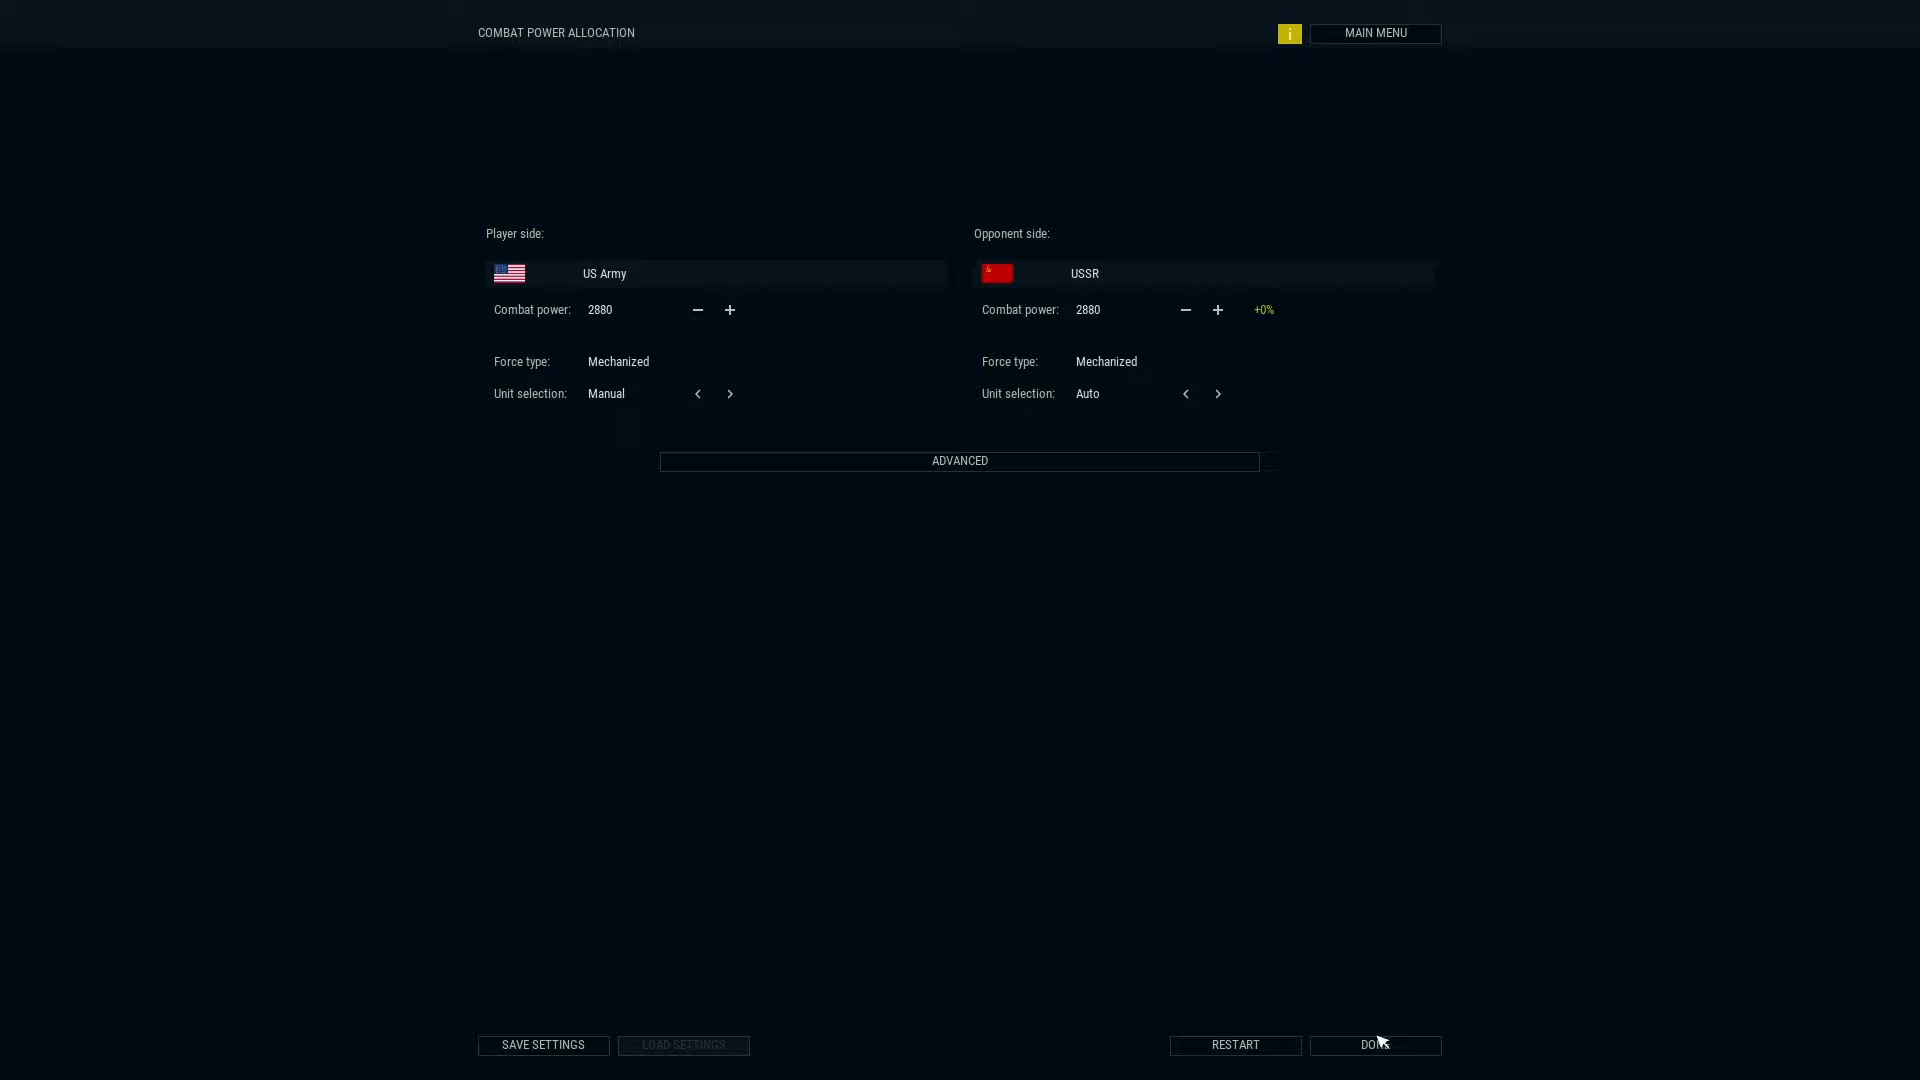 COMBAT POWER ALLOCATION
i
MAIN MENU
Player side:
Opponent side:
US Army
USSR
Combat power: 2880 − +
Combat power: 2880 − + +0%
Force type: Mechanized
Force type: Mechanized
Unit selection: Manual < >
Unit selection: Auto < >
ADVANCED
SAVE SETTINGS
LOAD SETTINGS
RESTART
DONE